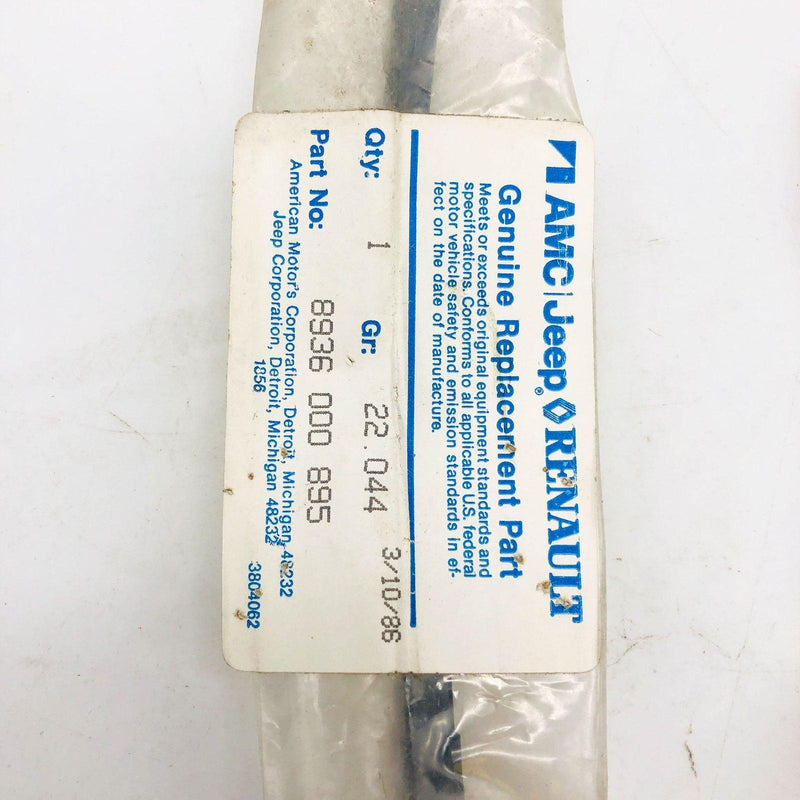 AMC|Jeep® RENAULT
Genuine Replacement Part
Meets or exceeds original equipment standards and
specifications. Conforms to all applicable U.S. federal
motor vehicle safety and emission standards in ef-
fect on the date of manufacture.
3/10/86
Qty: 1 Gr: 22.044
Part No: 8936 000 895
American Motor's Corporation, Detroit, Michigan 48232
Jeep Corporation, Detroit, Michigan 48232
1856 3804062